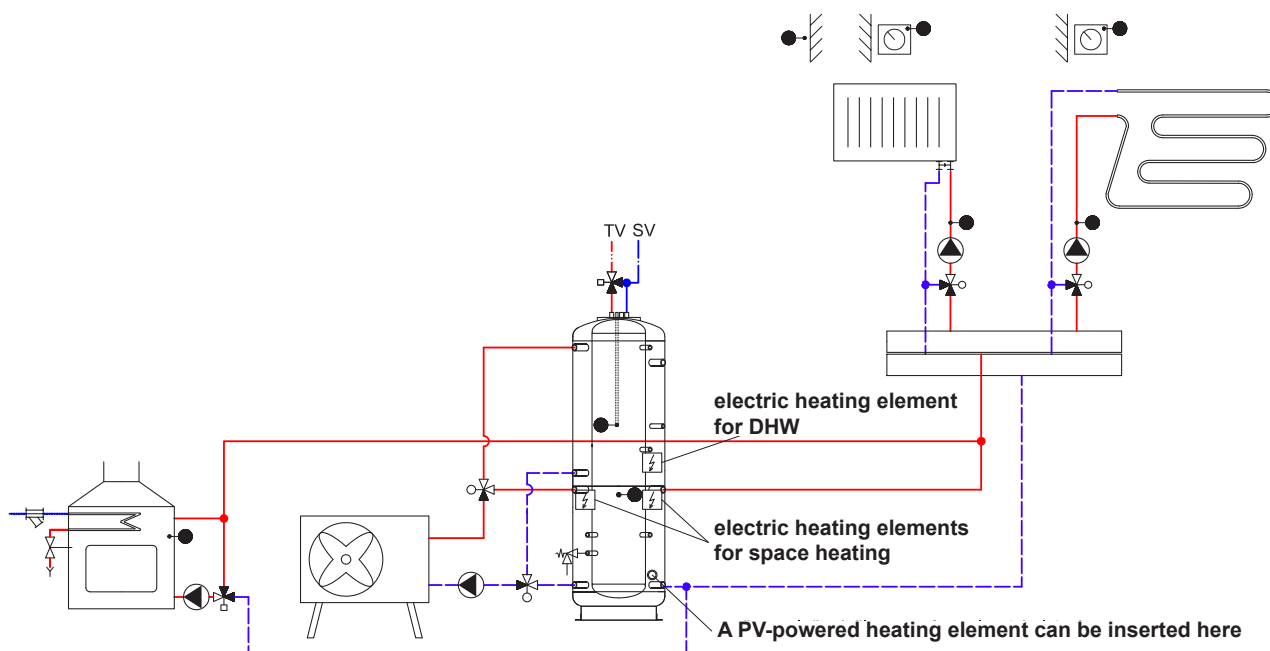 TV SV
electric heating element
for DHW
electric heating elements
for space heating
A PV-powered heating element can be inserted here